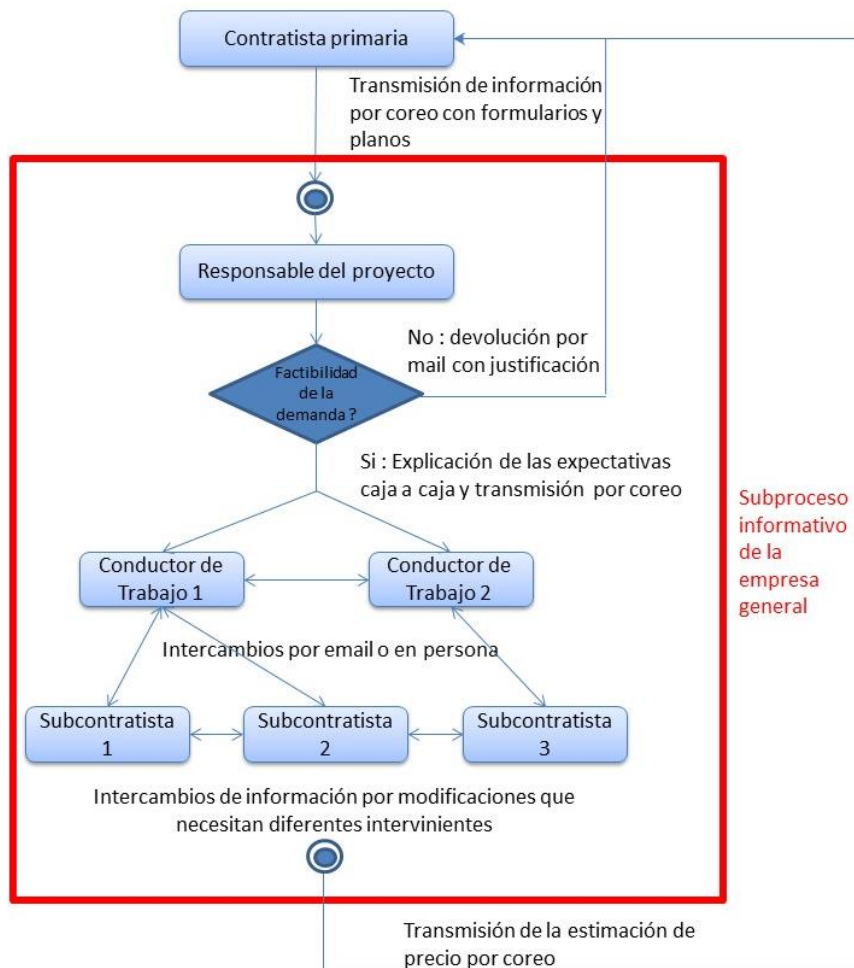 Contratista primaria
Transmisión de información
por coreo con formularios y
planos
Responsable del proyecto
No : devolución por
mail con justificación
Factibilidad
de la
demanda ?
Si : Explicación de las expectativas
caja a caja y transmisión por coreo
Subproceso
informativo
de la
empresa
general
Conductor de
Trabajo 1
Conductor de
Trabajo 2
Intercambios por email o en persona
Subcontratista
1
Subcontratista
2
Subcontratista
3
Intercambios de información por modificaciones que
necesitan diferentes intervinientes
Transmisión de la estimación de
precio por coreo